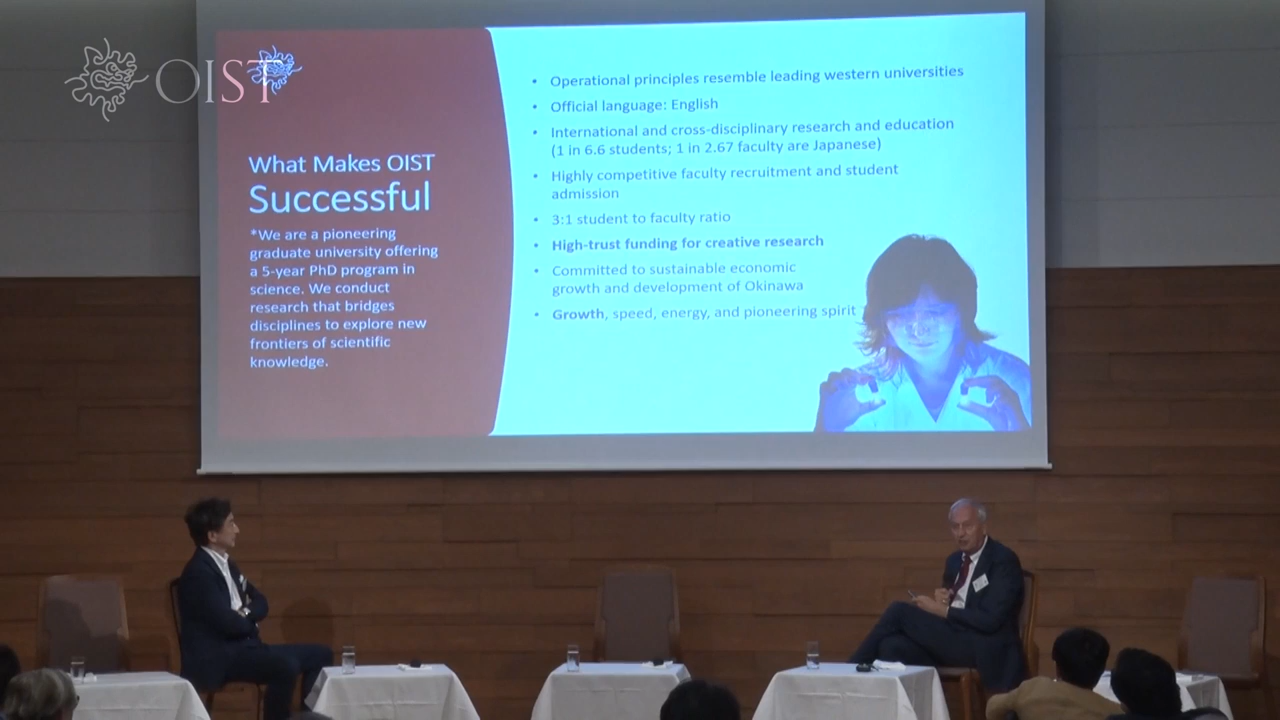 OIST
What Makes OIST
Successful
*We are a pioneering
graduate university offering
a 5-year PhD program in
science. We conduct
research that bridges
disciplines to explore new
frontiers of scientific
knowledge.
• Operational principles resemble leading western universities
• Official language: English
• International and cross-disciplinary research and education
(1 in 6.6 students; 1 in 2.67 faculty are Japanese)
• Highly competitive faculty recruitment and student
admission
• 3:1 student to faculty ratio
• High-trust funding for creative research
• Committed to sustainable economic
growth and development of Okinawa
• Growth, speed, energy, and pioneering spirit